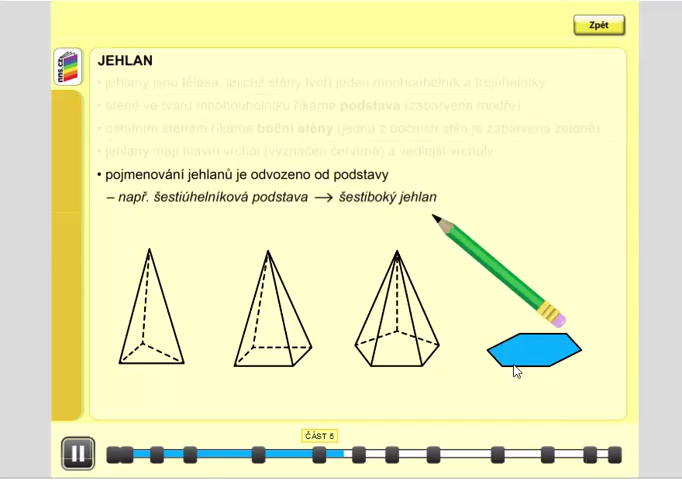 Zpět
nns.cz
JEHLAN
• jehlany jsou tělesa, jejichž stěny tvoří jeden mnohoúhelník a trojúhelníky
• stěně ve tvaru mnohoúhelníku říkáme podstava (zabarvena modře)
• ostatním stěnám říkáme boční stěny (jedna z bočních stěn je zabarvena zeleně)
• jehlany mají hlavní vrchol (vyznačen červeně) a vedlejší vrcholy
• pojmenování jehlanů je odvozeno od podstavy
– např. šestiúhelníková podstava → šestiboký jehlan
ČÁST 5